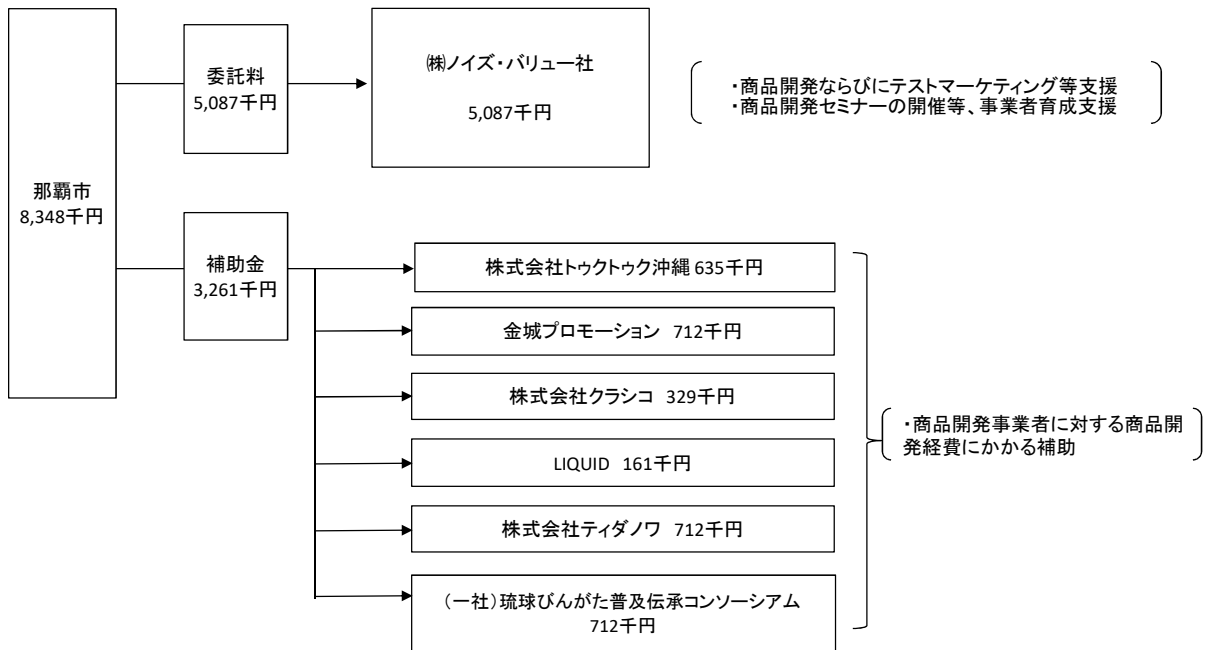 那覇市
8,348千円
委託料
5,087千円
㈱ノイズ・バリュー社
5,087千円
・商品開発ならびにテストマーケティング等支援
・商品開発セミナーの開催等、事業者育成支援
補助金
3,261千円
株式会社トゥクトゥク沖縄 635千円
金城プロモーション 712千円
株式会社クラシコ 329千円
LIQUID 161千円
株式会社ティダノワ 712千円
(一社)琉球びんがた普及伝承コンソーシアム
712千円
・商品開発事業者に対する商品開
発経費にかかる補助